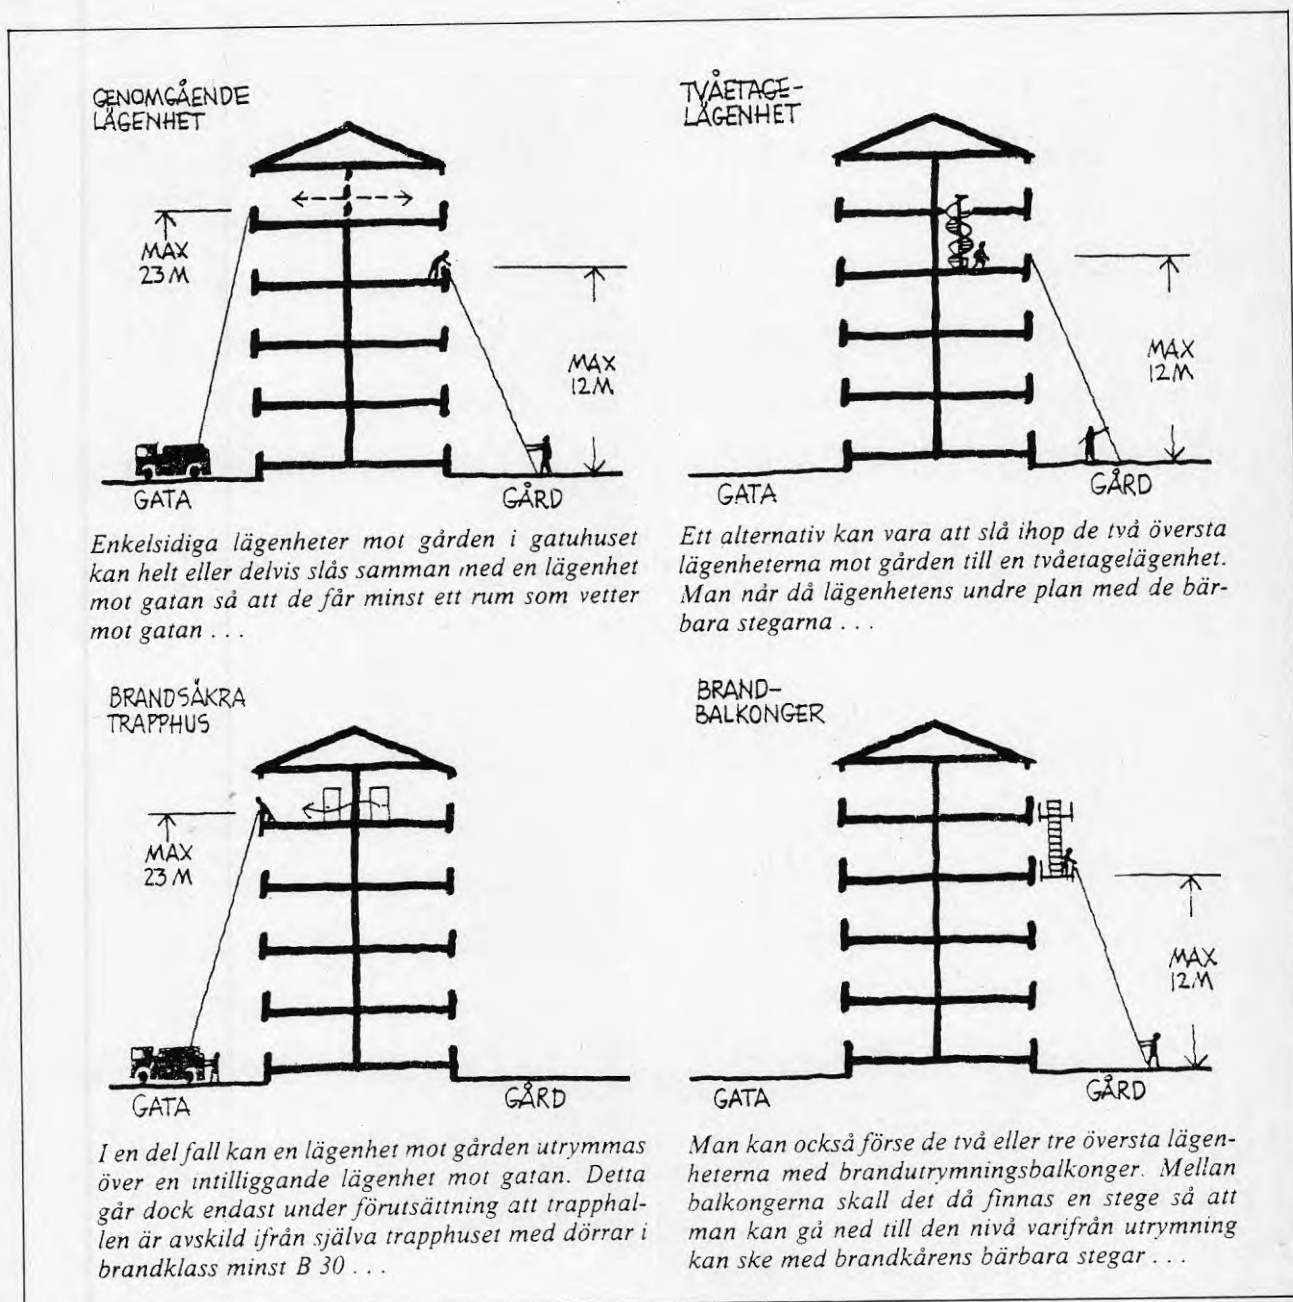 GENOMGÅENDE
LÄGENHET
MAX
23 M
MAX
12 M
GATA
GÅRD
Enkelsidiga lägenheter mot gården i gatuhuset
kan helt eller delvis slås samman med en lägenhet
mot gatan så att de får minst ett rum som vetter
mot gatan . . .
TVÅETAGE-
LÄGENHET
MAX
12 M
GATA
GÅRD
Ett alternativ kan vara att slå ihop de två översta
lägenheterna mot gården till en tvåetagelägenhet.
Man når då lägenhetens undre plan med de bär-
bara stegarna . . .
BRANDSÄKRA
TRAPPHUS
MAX
23 M
GATA
GÅRD
I en del fall kan en lägenhet mot gården utrymmas
över en intilliggande lägenhet mot gatan. Detta
går dock endast under förutsättning att trapphal-
len är avskild ifrån själva trapphuset med dörrar i
brandklass minst B 30 . . .
BRAND-
BALKONGER
MAX
12 M
GATA
GÅRD
Man kan också förse de två eller tre översta lägen-
heterna med brandutrymningsbalkonger. Mellan
balkongerna skall det då finnas en stege så att
man kan gå ned till den nivå varifrån utrymning
kan ske med brandkårens bärbara stegar . . .